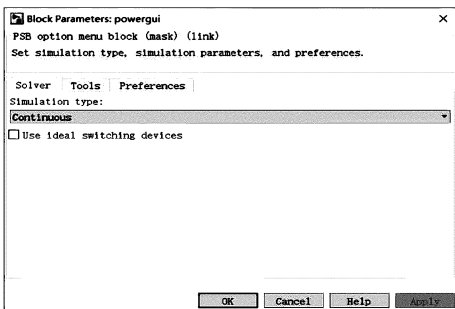 Block Parameters: powergui
PSB option menu block (mask) (link)
Set simulation type, simulation parameters, and preferences.
Solver Tools Preferences
Simulation type:
Continuous
Use ideal switching devices
OK Cancel Help Apply